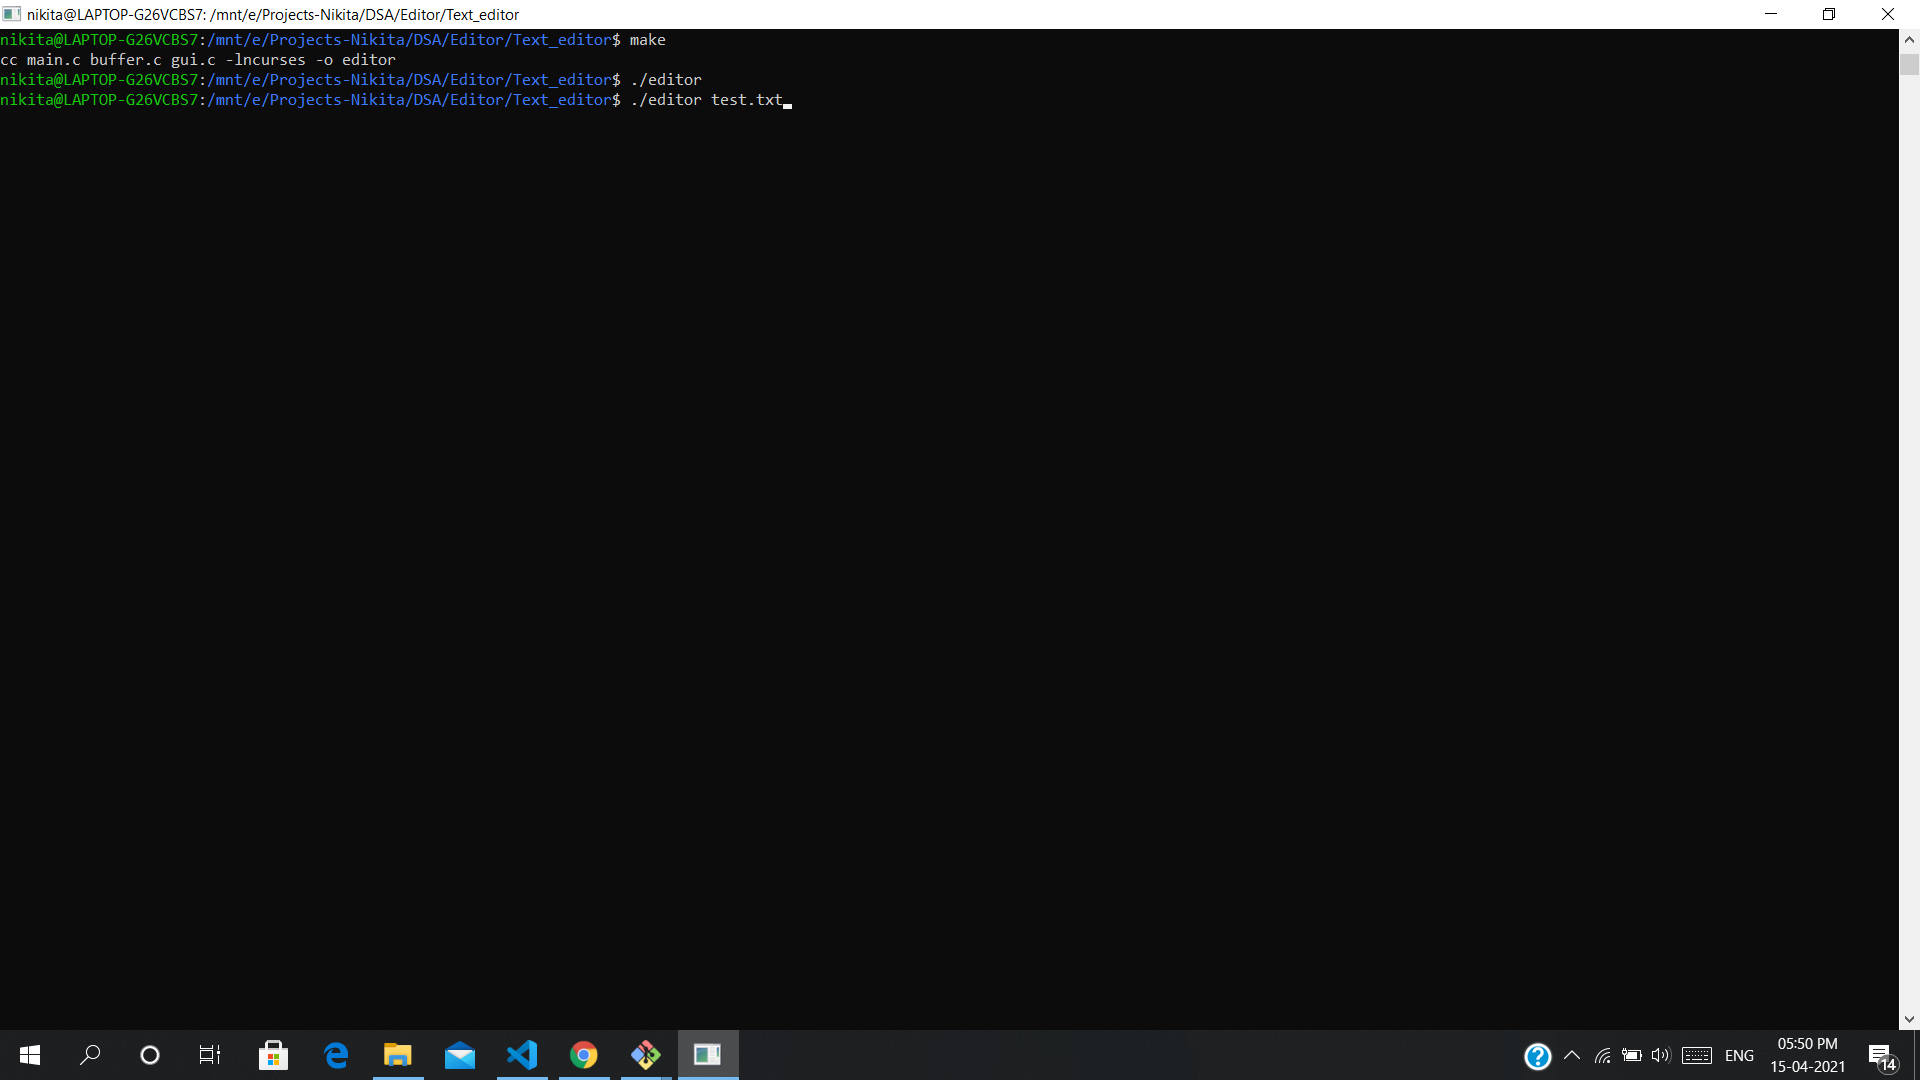 nikita@LAPTOP-G26VCBS7: /mnt/e/Projects-Nikita/DSA/Editor/Text_editor
nikita@LAPTOP-G26VCBS7:/mnt/e/Projects-Nikita/DSA/Editor/Text_editor$ make
cc main.c buffer.c gui.c -lncurses -o editor
nikita@LAPTOP-G26VCBS7:/mnt/e/Projects-Nikita/DSA/Editor/Text_editor$ ./editor
nikita@LAPTOP-G26VCBS7:/mnt/e/Projects-Nikita/DSA/Editor/Text_editor$ ./editor test.txt
ENG
05:50 PM
15-04-2021
14